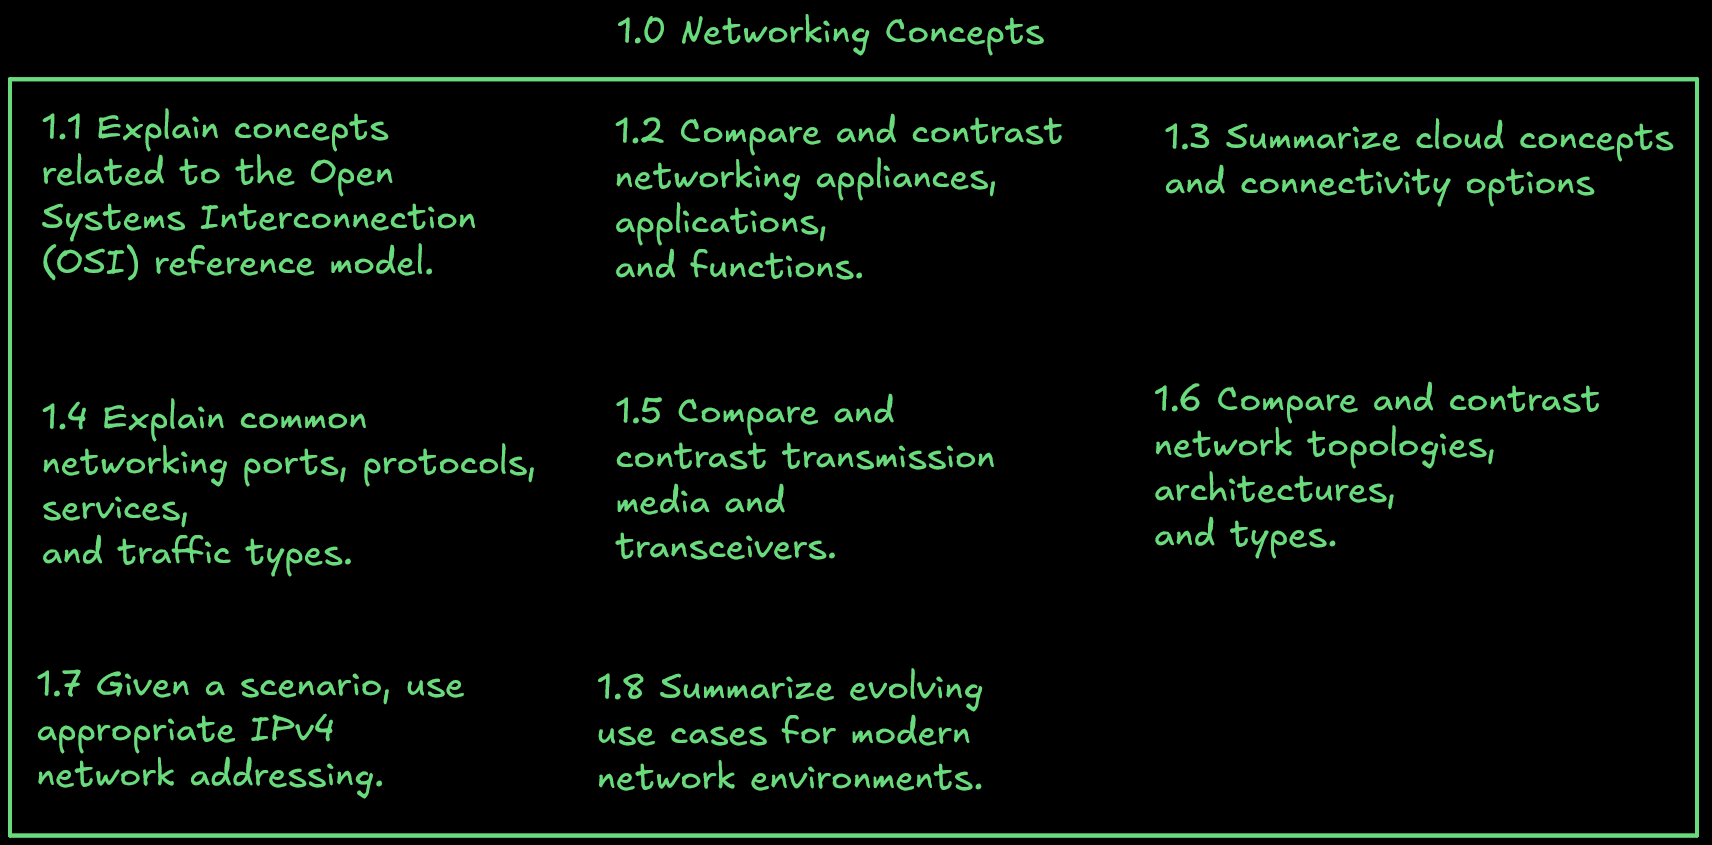 1.0 Networking Concepts
1.1 Explain concepts
related to the Open
Systems Interconnection
(OSI) reference model.
1.2 Compare and contrast
networking appliances,
applications,
and functions.
1.3 Summarize cloud concepts
and connectivity options
1.4 Explain common
networking ports, protocols,
services,
and traffic types.
1.5 Compare and
contrast transmission
media and
transceivers.
1.6 Compare and contrast
network topologies,
architectures,
and types.
1.7 Given a scenario, use
appropriate IPv4
network addressing.
1.8 Summarize evolving
use cases for modern
network environments.